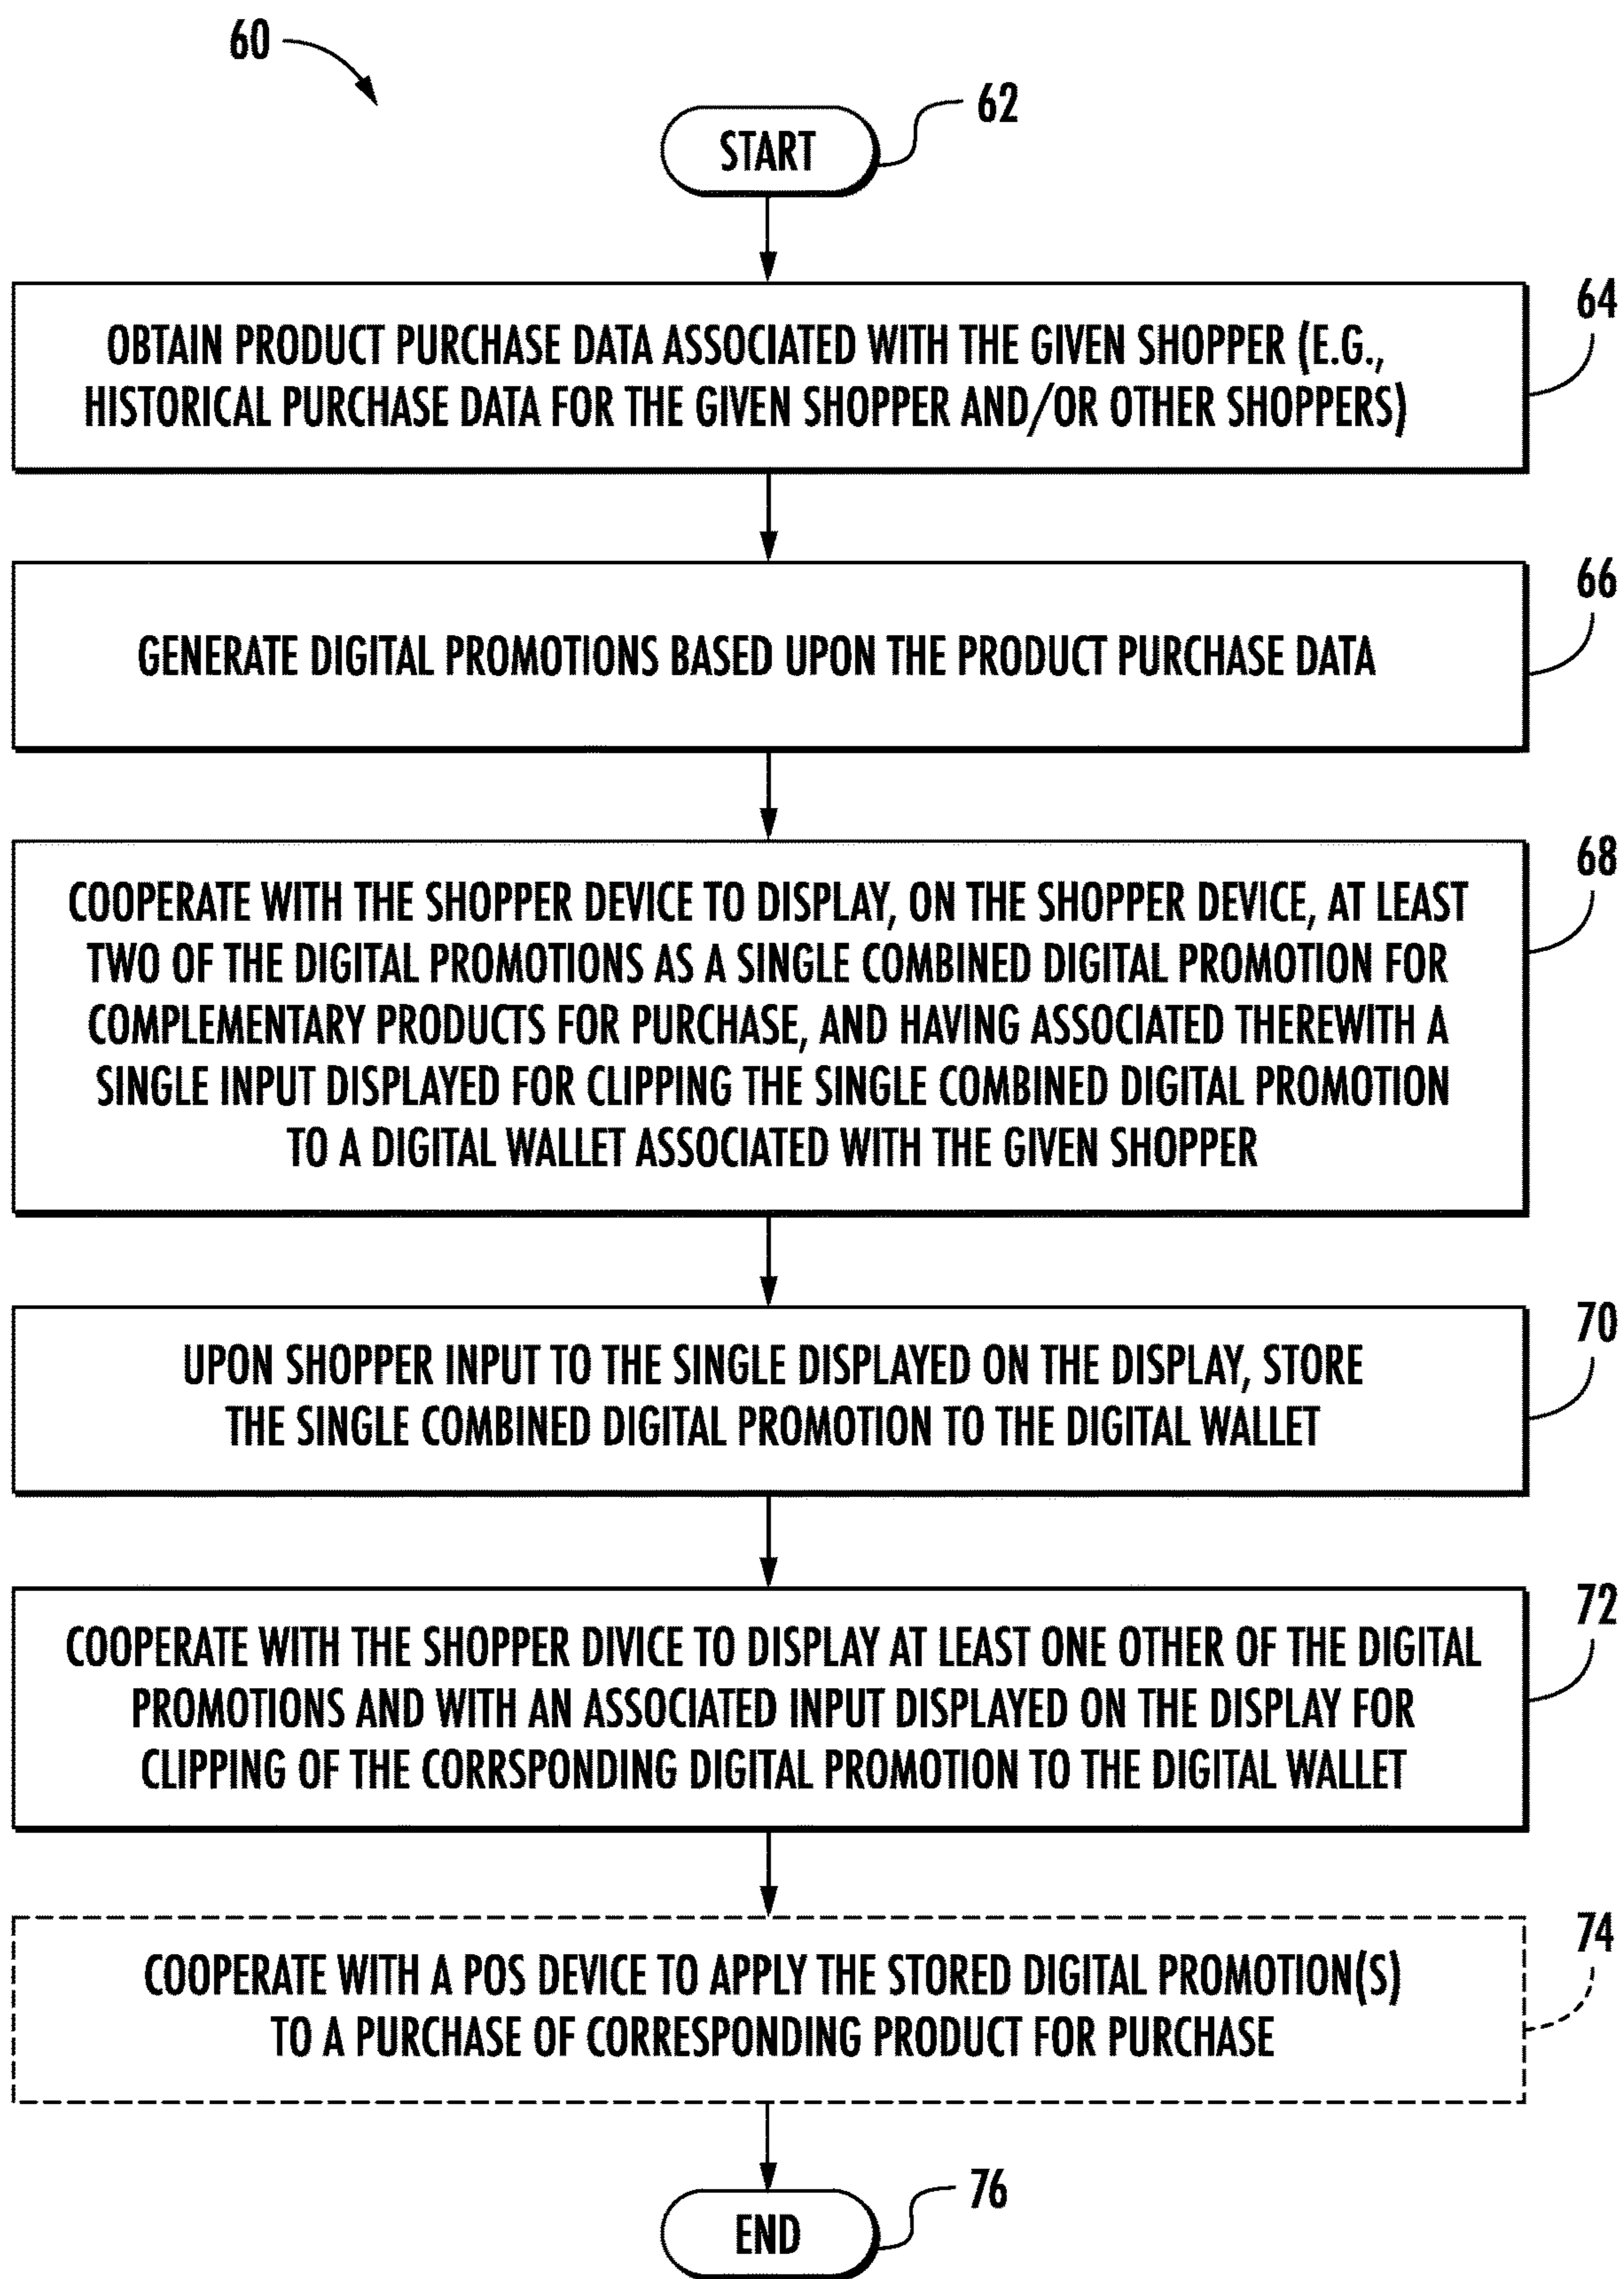 60
62
START
64
OBTAIN PRODUCT PURCHASE DATA ASSOCIATED WITH THE GIVEN SHOPPER (E.G.,
HISTORICAL PURCHASE DATA FOR THE GIVEN SHOPPER AND/OR OTHER SHOPPERS)
66
GENERATE DIGITAL PROMOTIONS BASED UPON THE PRODUCT PURCHASE DATA
68
COOPERATE WITH THE SHOPPER DEVICE TO DISPLAY, ON THE SHOPPER DEVICE, AT LEAST
TWO OF THE DIGITAL PROMOTIONS AS A SINGLE COMBINED DIGITAL PROMOTION FOR
COMPLEMENTARY PRODUCTS FOR PURCHASE, AND HAVING ASSOCIATED THEREWITH A
SINGLE INPUT DISPLAYED FOR CLIPPING THE SINGLE COMBINED DIGITAL PROMOTION
TO A DIGITAL WALLET ASSOCIATED WITH THE GIVEN SHOPPER
70
UPON SHOPPER INPUT TO THE SINGLE DISPLAYED ON THE DISPLAY, STORE
THE SINGLE COMBINED DIGITAL PROMOTION TO THE DIGITAL WALLET
72
COOPERATE WITH THE SHOPPER DIVICE TO DISPLAY AT LEAST ONE OTHER OF THE DIGITAL
PROMOTIONS AND WITH AN ASSOCIATED INPUT DISPLAYED ON THE DISPLAY FOR
CLIPPING OF THE CORRSPONDING DIGITAL PROMOTION TO THE DIGITAL WALLET
74
COOPERATE WITH A POS DEVICE TO APPLY THE STORED DIGITAL PROMOTION(S)
TO A PURCHASE OF CORRESPONDING PRODUCT FOR PURCHASE
76
END